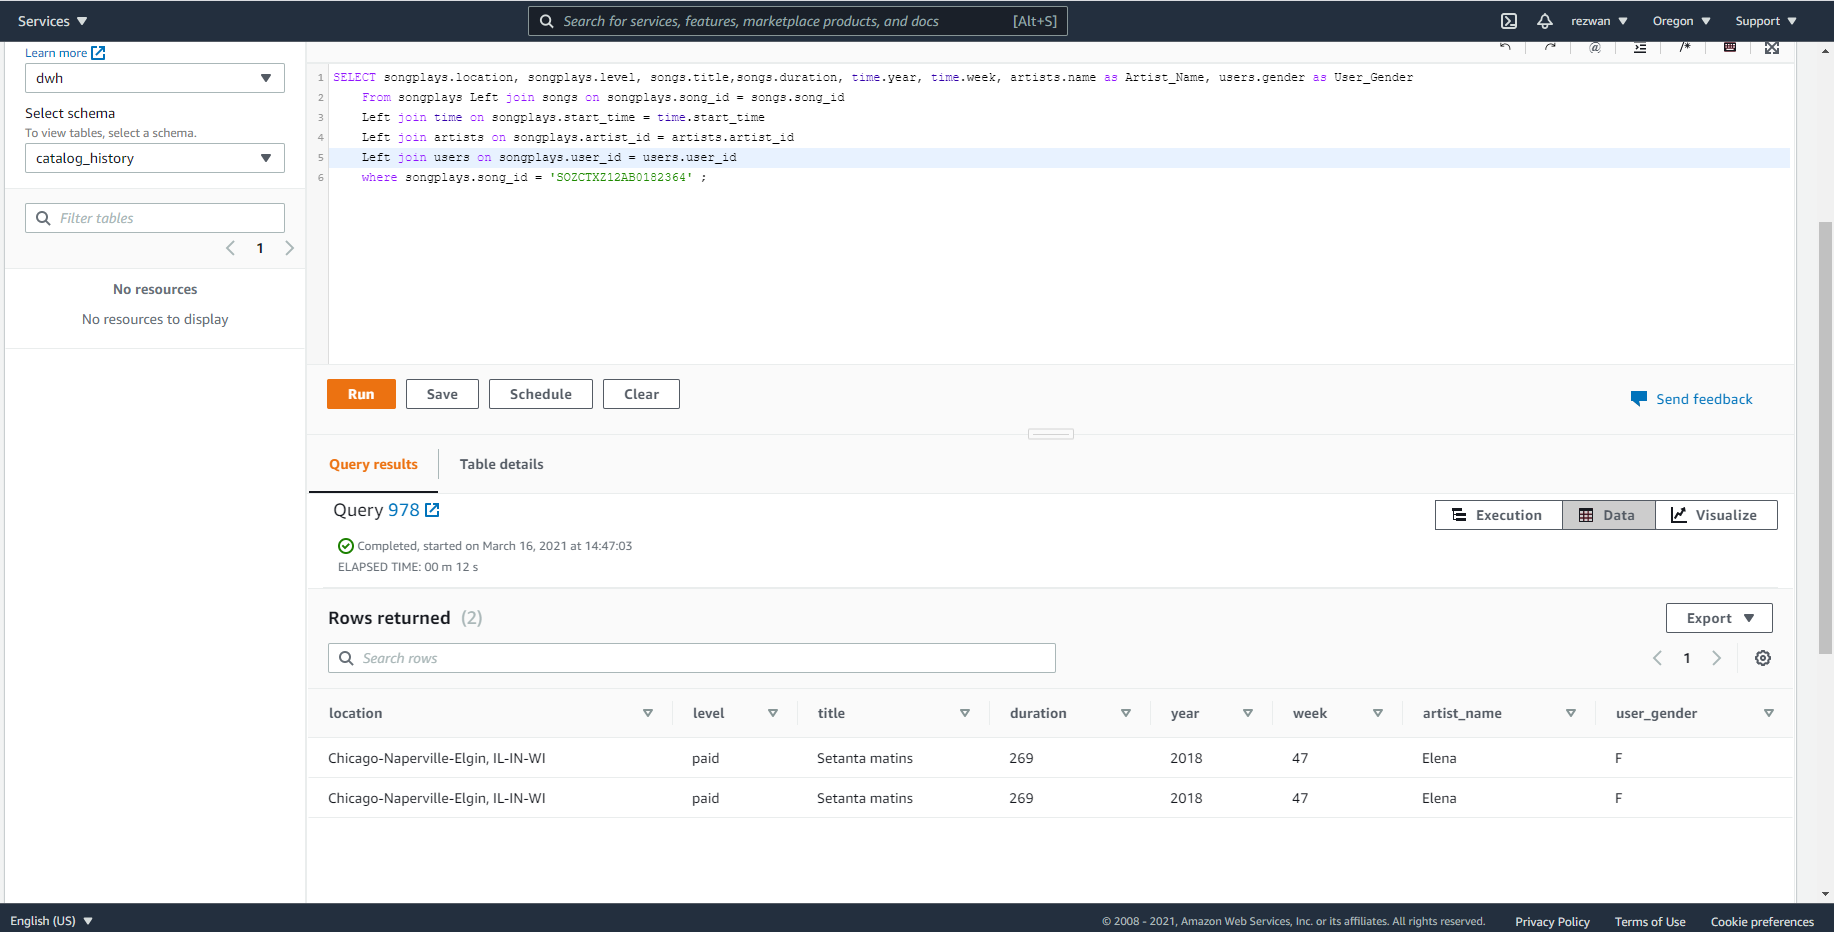 Services
Search for services, features, marketplace products, and docs [Alt+S]
rezwan
Oregon
Support
Learn more
dwh
Select schema
To view tables, select a schema.
catalog_history
Filter tables
1
No resources
No resources to display
1 SELECT songplays.location, songplays.level, songs.title,songs.duration, time.year, time.week, artists.name as Artist_Name, users.gender as User_Gender
2 From songplays Left join songs on songplays.song_id = songs.song_id
3 Left join time on songplays.start_time = time.start_time
4 Left join artists on songplays.artist_id = artists.artist_id
5 Left join users on songplays.user_id = users.user_id
6 where songplays.song_id = 'SOZCTXZ12AB0182364' ;
Run Save Schedule Clear
Send feedback
Query results Table details
Query 978
Execution Data Visualize
Completed, started on March 16, 2021 at 14:47:03
ELAPSED TIME: 00 m 12 s
Rows returned (2)
Export
Search rows
1
location level title duration year week artist_name user_gender
Chicago-Naperville-Elgin, IL-IN-WI paid Setanta matins 269 2018 47 Elena F
Chicago-Naperville-Elgin, IL-IN-WI paid Setanta matins 269 2018 47 Elena F
English (US)
© 2008 - 2021, Amazon Web Services, Inc. or its affiliates. All rights reserved. Privacy Policy Terms of Use Cookie preferences